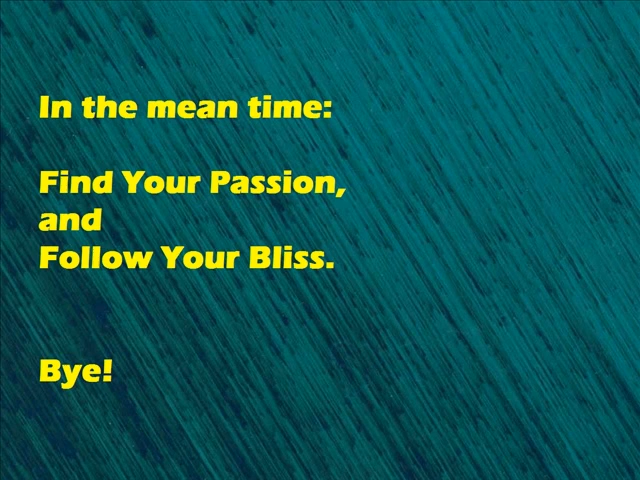 In the mean time:
Find Your Passion,
and
Follow Your Bliss.
Bye!